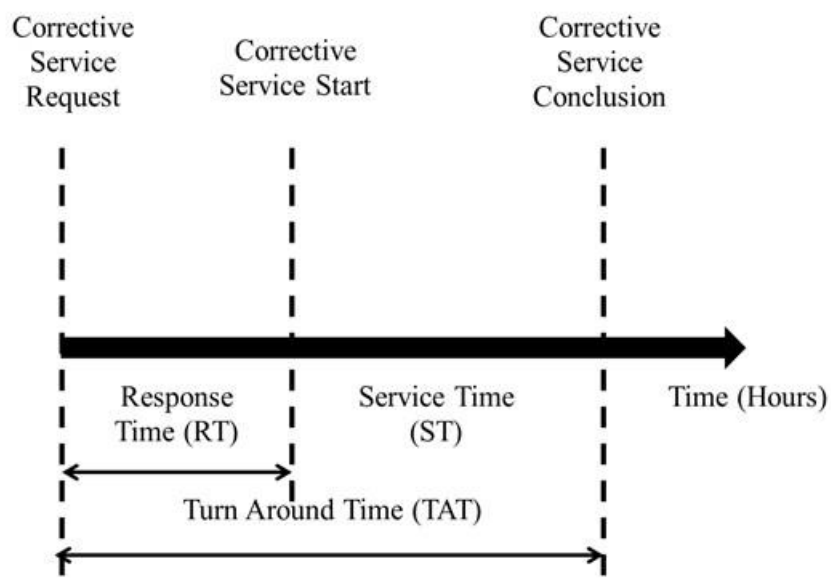 Corrective
Service
Request
Corrective
Service Start
Corrective
Service
Conclusion
Response
Time (RT)
Service Time
(ST)
Time (Hours)
Turn Around Time (TAT)